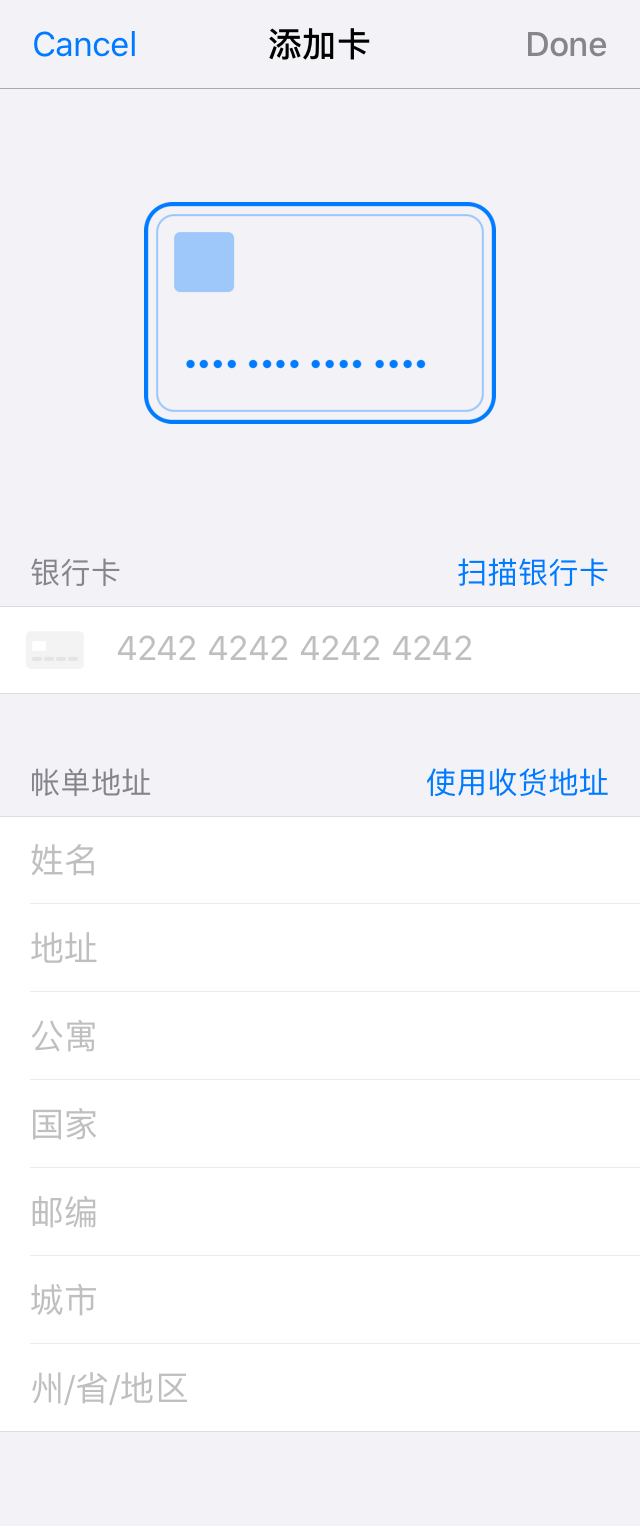 Cancel 添加卡 Done
•••• •••• •••• ••••
银行卡 扫描银行卡
4242 4242 4242 4242
帐单地址 使用收货地址
姓名
地址
公寓
国家
邮编
城市
州/省/地区